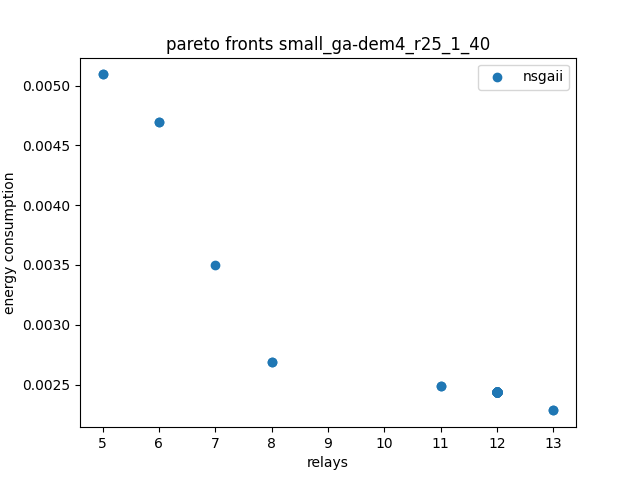 pareto fronts small_ga-dem4_r25_1_40
nsgaii
energy consumption
0.0050
0.0045
0.0040
0.0035
0.0030
0.0025
5 6 7 8 9 10 11 12 13
relays